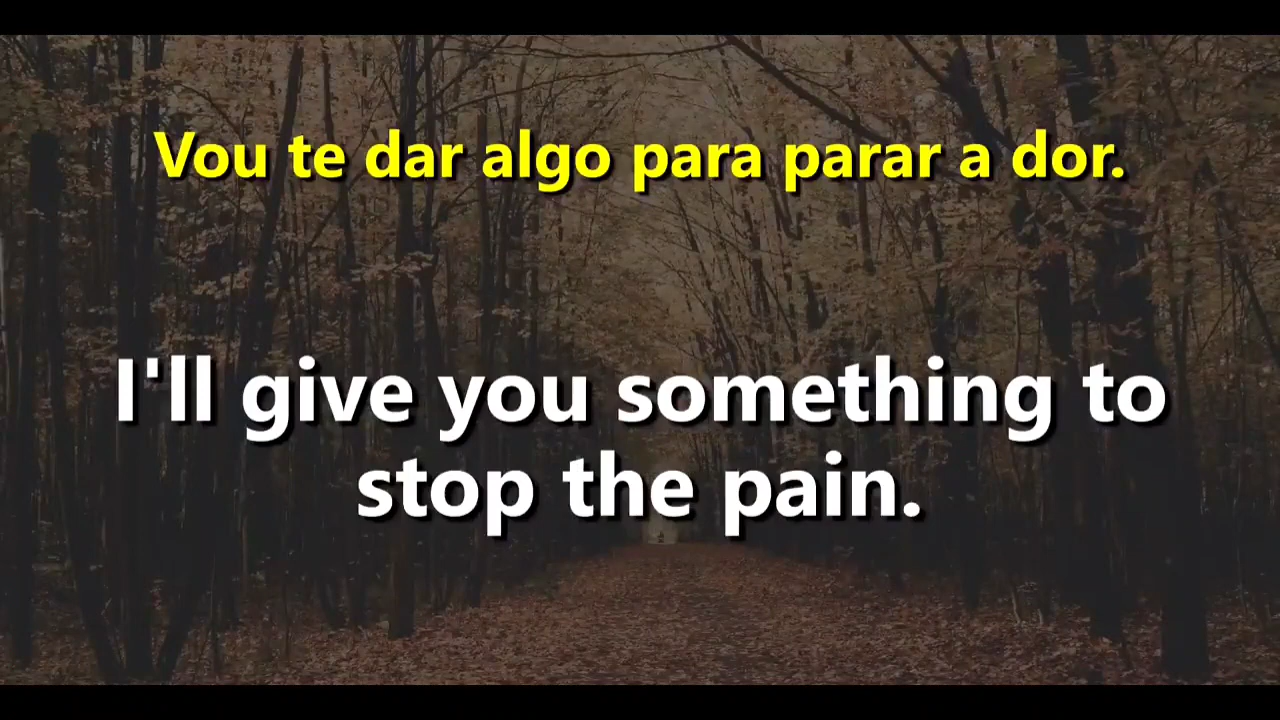 Vou te dar algo para parar a dor.
I'll give you something to
stop the pain.